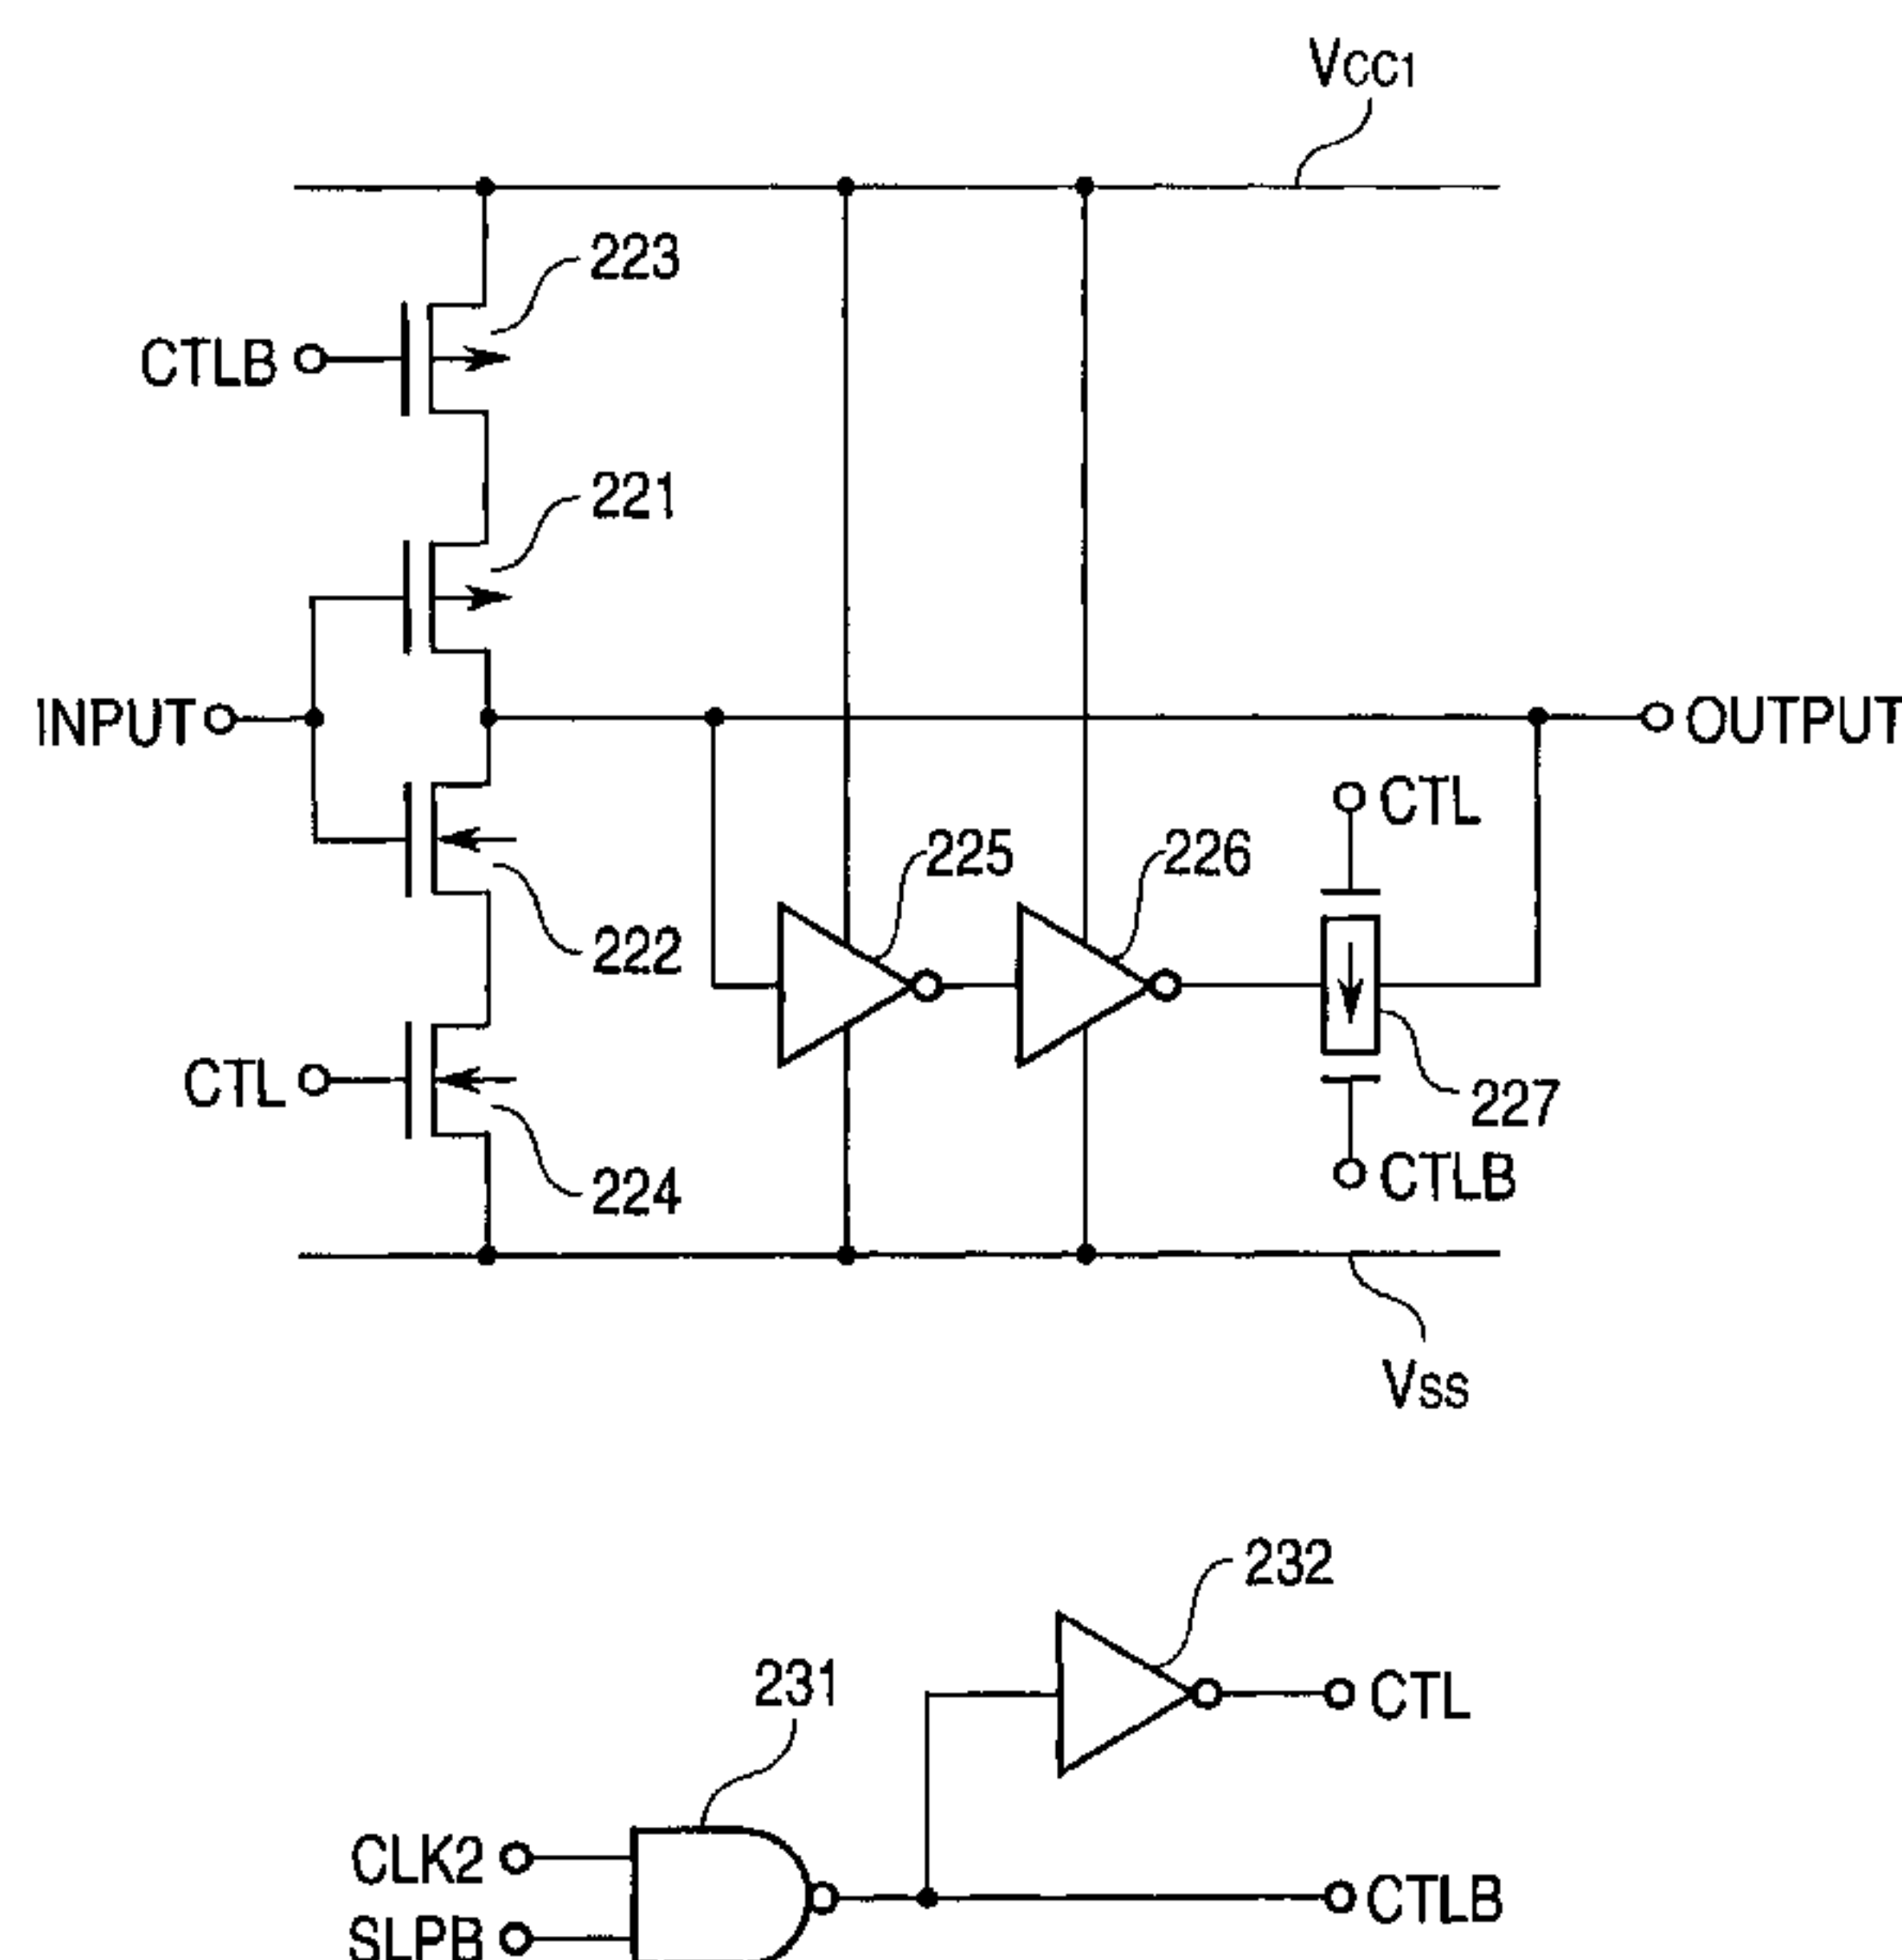 VCC1
223
CTLB
221
INPUT
OUTPUT
CTL
225
226
222
CTL
227
CTLB
224
VSS
232
231
CTL
CLK2
CTLB
SLPB